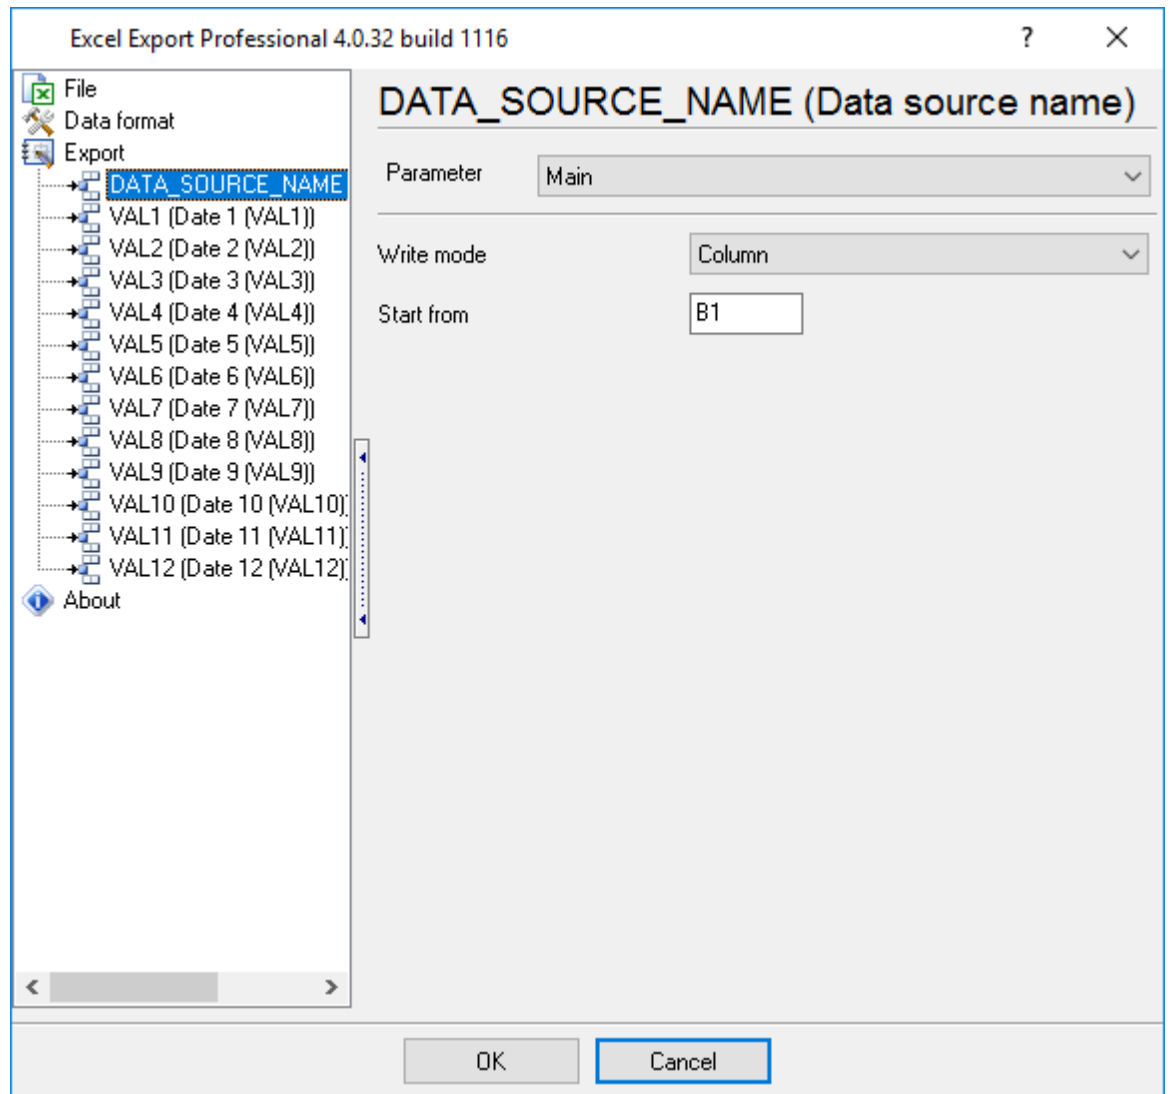 Excel Export Professional 4.0.32 build 1116
?
File
Data format
Export
DATA_SOURCE_NAME
VAL1 (Date 1 (VAL1))
VAL2 (Date 2 (VAL2))
VAL3 (Date 3 (VAL3))
VAL4 (Date 4 (VAL4))
VAL5 (Date 5 (VAL5))
VAL6 (Date 6 (VAL6))
VAL7 (Date 7 (VAL7))
VAL8 (Date 8 (VAL8))
VAL9 (Date 9 (VAL9))
VAL10 (Date 10 (VAL10))
VAL11 (Date 11 (VAL11))
VAL12 (Date 12 (VAL12))
About
DATA_SOURCE_NAME (Data source name)
Parameter Main
Write mode Column
Start from B1
OK Cancel